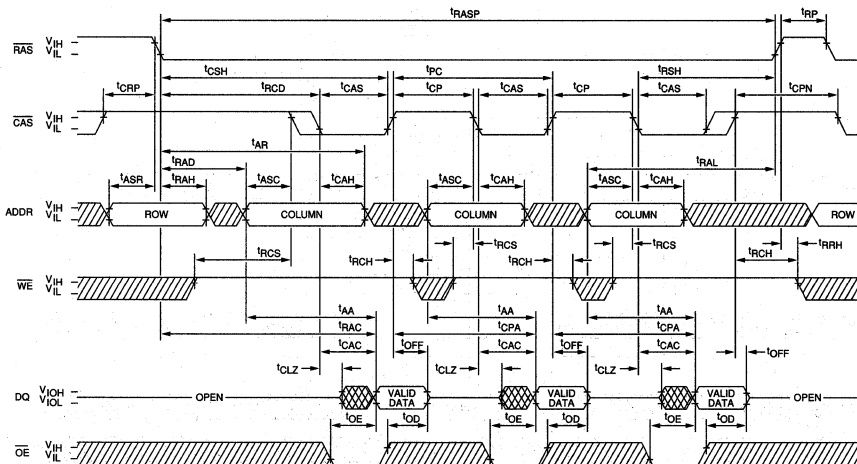 tRASP tRP
RAS VIH
VIL
tCSH tPC tRSH
tCRP tRCD tCAS tCP tCAS tCP tCAS tCPN
CAS VIH
VIL
tAR
tRAD tRAL
tASR tRAH tASC tCAH tASC tCAH tASC tCAH
ADDR VIH
VIL
ROW COLUMN COLUMN COLUMN ROW
tRCS tRCH tRCS tRCH tRCS tRCH tRRH
WE VIH
VIL
tAA tAA tAA
tRAC tCPA tCPA
tCAC tOFF tCAC tOFF tCAC tOFF
tCLZ tCLZ tCLZ
DQ VIOH
VIOL
OPEN VALID
DATA VALID
DATA VALID
DATA OPEN
tOE tOD tOE tOD tOE tOD
OE VIH
VIL